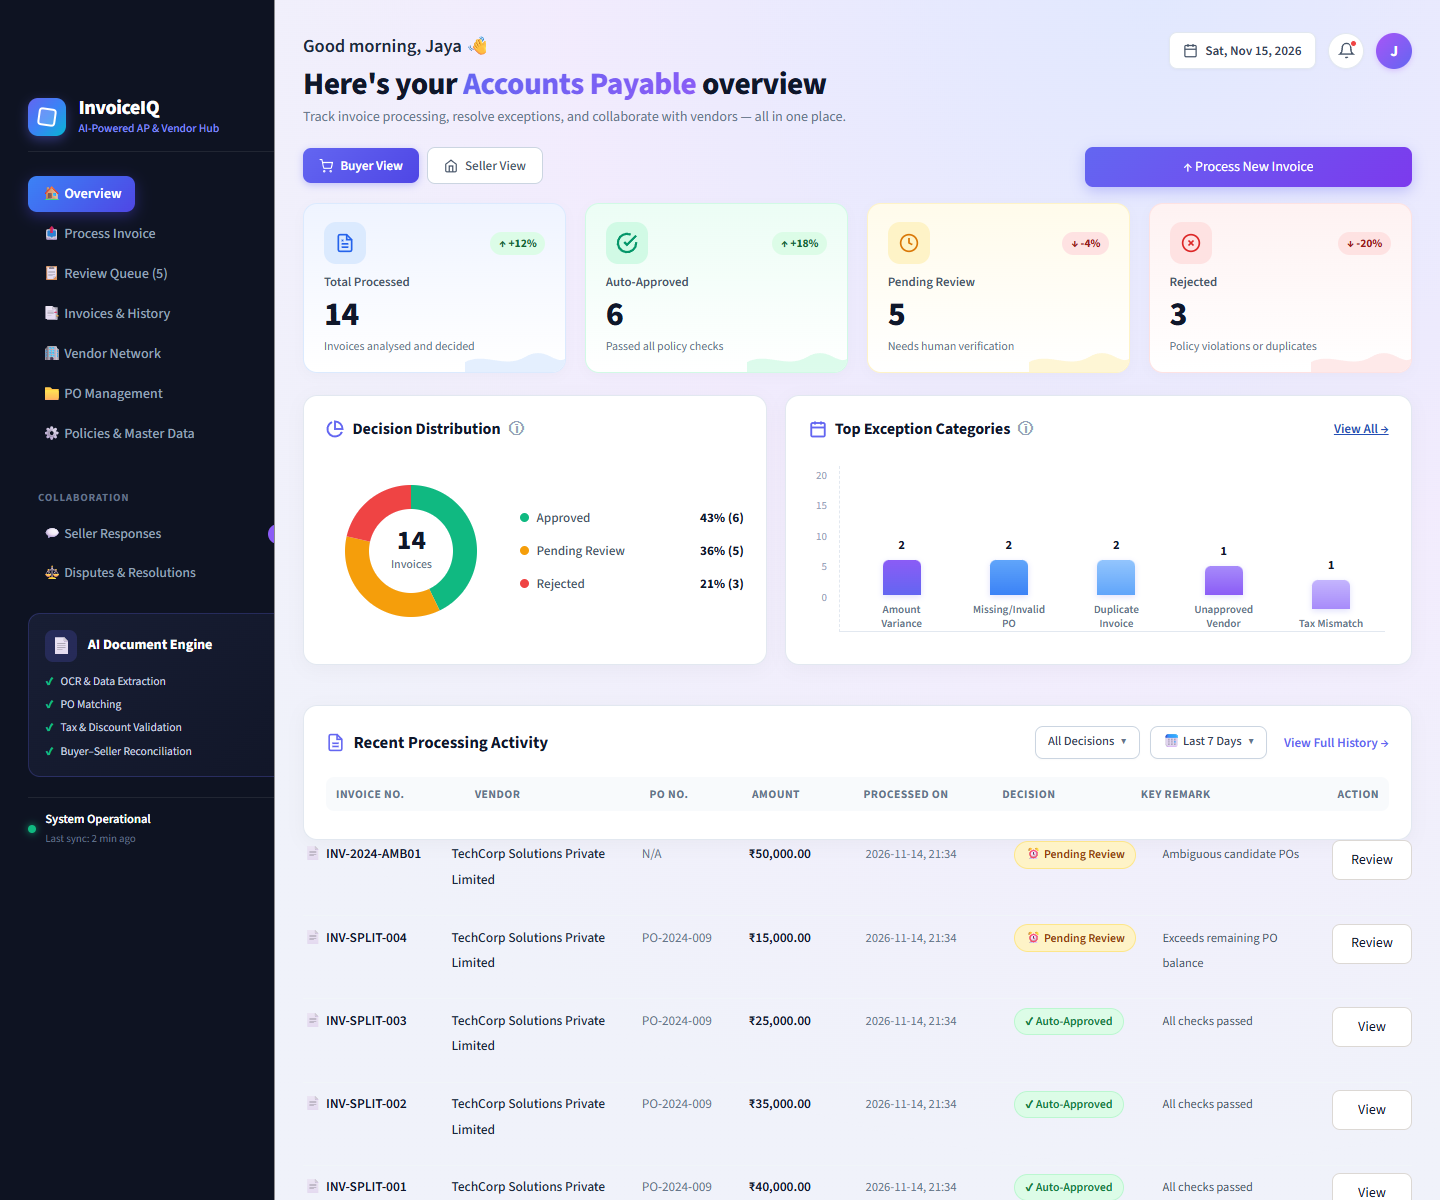 InvoiceIQ
AI-Powered AP & Vendor Hub
Overview
Process Invoice
Review Queue (5)
Invoices & History
Vendor Network
PO Management
Policies & Master Data
COLLABORATION
Seller Responses
Disputes & Resolutions
AI Document Engine
✓ OCR & Data Extraction
✓ PO Matching
✓ Tax & Discount Validation
✓ Buyer–Seller Reconciliation
System Operational
Last sync: 2 min ago
Good morning, Jaya 👋
Here's your Accounts Payable overview
Track invoice processing, resolve exceptions, and collaborate with vendors — all in one place.
Sat, Nov 15, 2026
J
Buyer View
Seller View
↑ Process New Invoice
↑ +12%
Total Processed
14
Invoices analysed and decided
↑ +18%
Auto-Approved
6
Passed all policy checks
↓ -4%
Pending Review
5
Needs human verification
↓ -20%
Rejected
3
Policy violations or duplicates
Decision Distribution ⓘ
14
Invoices
Approved 43% (6)
Pending Review 36% (5)
Rejected 21% (3)
Top Exception Categories ⓘ
View All →
20
15
10
5
0
2
Amount
Variance
2
Missing/Invalid
PO
2
Duplicate
Invoice
1
Unapproved
Vendor
1
Tax Mismatch
Recent Processing Activity
All Decisions ▾
Last 7 Days ▾
View Full History →
INVOICE NO. VENDOR PO NO. AMOUNT PROCESSED ON DECISION KEY REMARK ACTION
INV-2024-AMB01 TechCorp Solutions Private N/A ₹50,000.00 2026-11-14, 21:34 Pending Review Ambiguous candidate POs Review
Limited
INV-SPLIT-004 TechCorp Solutions Private PO-2024-009 ₹15,000.00 2026-11-14, 21:34 Pending Review Exceeds remaining PO Review
Limited balance
INV-SPLIT-003 TechCorp Solutions Private PO-2024-009 ₹25,000.00 2026-11-14, 21:34 ✓ Auto-Approved All checks passed View
Limited
INV-SPLIT-002 TechCorp Solutions Private PO-2024-009 ₹35,000.00 2026-11-14, 21:34 ✓ Auto-Approved All checks passed View
Limited
INV-SPLIT-001 TechCorp Solutions Private PO-2024-009 ₹40,000.00 2026-11-14, 21:34 ✓ Auto-Approved All checks passed View